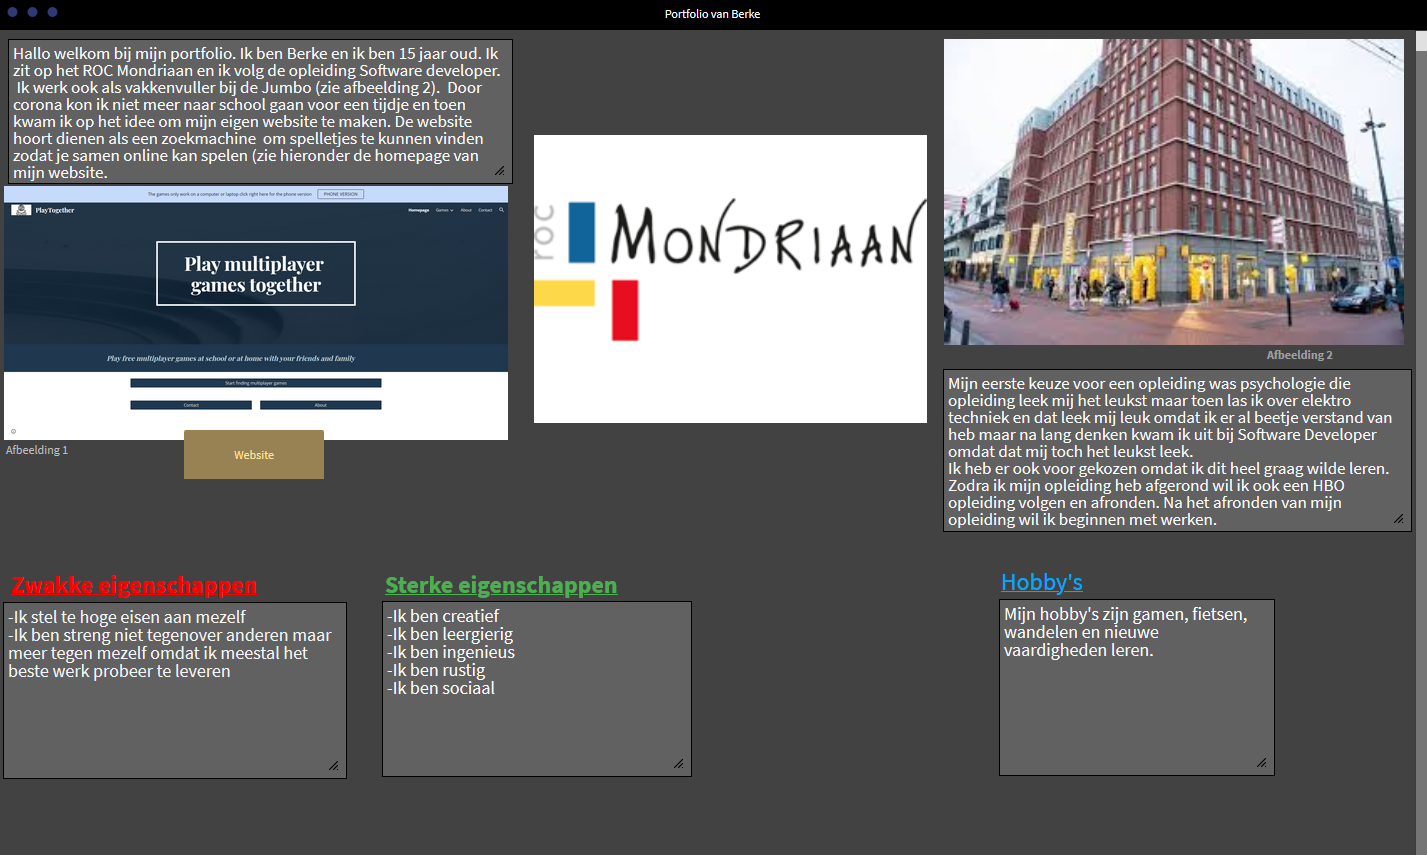 Portfolio van Berke
Hallo welkom bij mijn portfolio. Ik ben Berke en ik ben 15 jaar oud. Ik
zit op het ROC Mondriaan en ik volg de opleiding Software developer.
Ik werk ook als vakkenvuller bij de Jumbo (zie afbeelding 2). Door
corona kon ik niet meer naar school gaan voor een tijdje en toen
kwam ik op het idee om mijn eigen website te maken. De website
hoort dienen als een zoekmachine om spelletjes te kunnen vinden
zodat je samen online kan spelen (zie hieronder de homepage van
mijn website.
The games only work on a computer or laptop click right here for the phone version PHONE VERSION
PlayTogether Homepage Games About Contact
Play multiplayer
games together
Play free multiplayer games at school or at home with your friends and family
Start finding multiplayer games
Contact About
Afbeelding 1
Website
roc MONDRIAAN
Afbeelding 2
Mijn eerste keuze voor een opleiding was psychologie die
opleiding leek mij het leukst maar toen las ik over elektro
techniek en dat leek mij leuk omdat ik er al beetje verstand van
heb maar na lang denken kwam ik uit bij Software Developer
omdat dat mij toch het leukst leek.
Ik heb er ook voor gekozen omdat ik dit heel graag wilde leren.
Zodra ik mijn opleiding heb afgerond wil ik ook een HBO
opleiding volgen en afronden. Na het afronden van mijn
opleiding wil ik beginnen met werken.
Zwakke eigenschappen
-Ik stel te hoge eisen aan mezelf
-Ik ben streng niet tegenover anderen maar
meer tegen mezelf omdat ik meestal het
beste werk probeer te leveren
Sterke eigenschappen
-Ik ben creatief
-Ik ben leergierig
-Ik ben ingenieus
-Ik ben rustig
-Ik ben sociaal
Hobby's
Mijn hobby's zijn gamen, fietsen,
wandelen en nieuwe
vaardigheden leren.